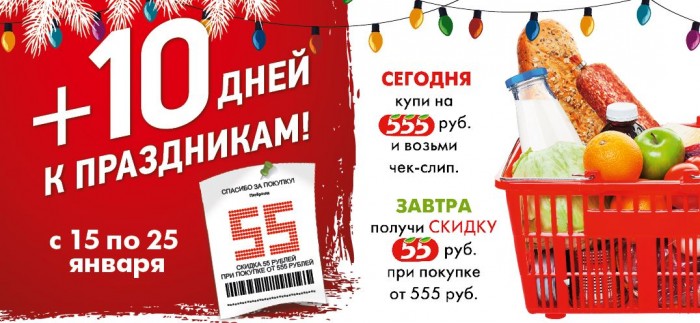 +10 ДНЕЙ
К ПРАЗДНИКАМ!
с 15 по 25
января
СПАСИБО ЗА ПОКУПКУ!
55
СКИДКА 55 РУБЛЕЙ
ПРИ ПОКУПКЕ ОТ 555 РУБЛЕЙ
СЕГОДНЯ
купи на
555 руб.
и возьми
чек-слип.
ЗАВТРА
получи СКИДКУ
55 руб.
при покупке
от 555 руб.